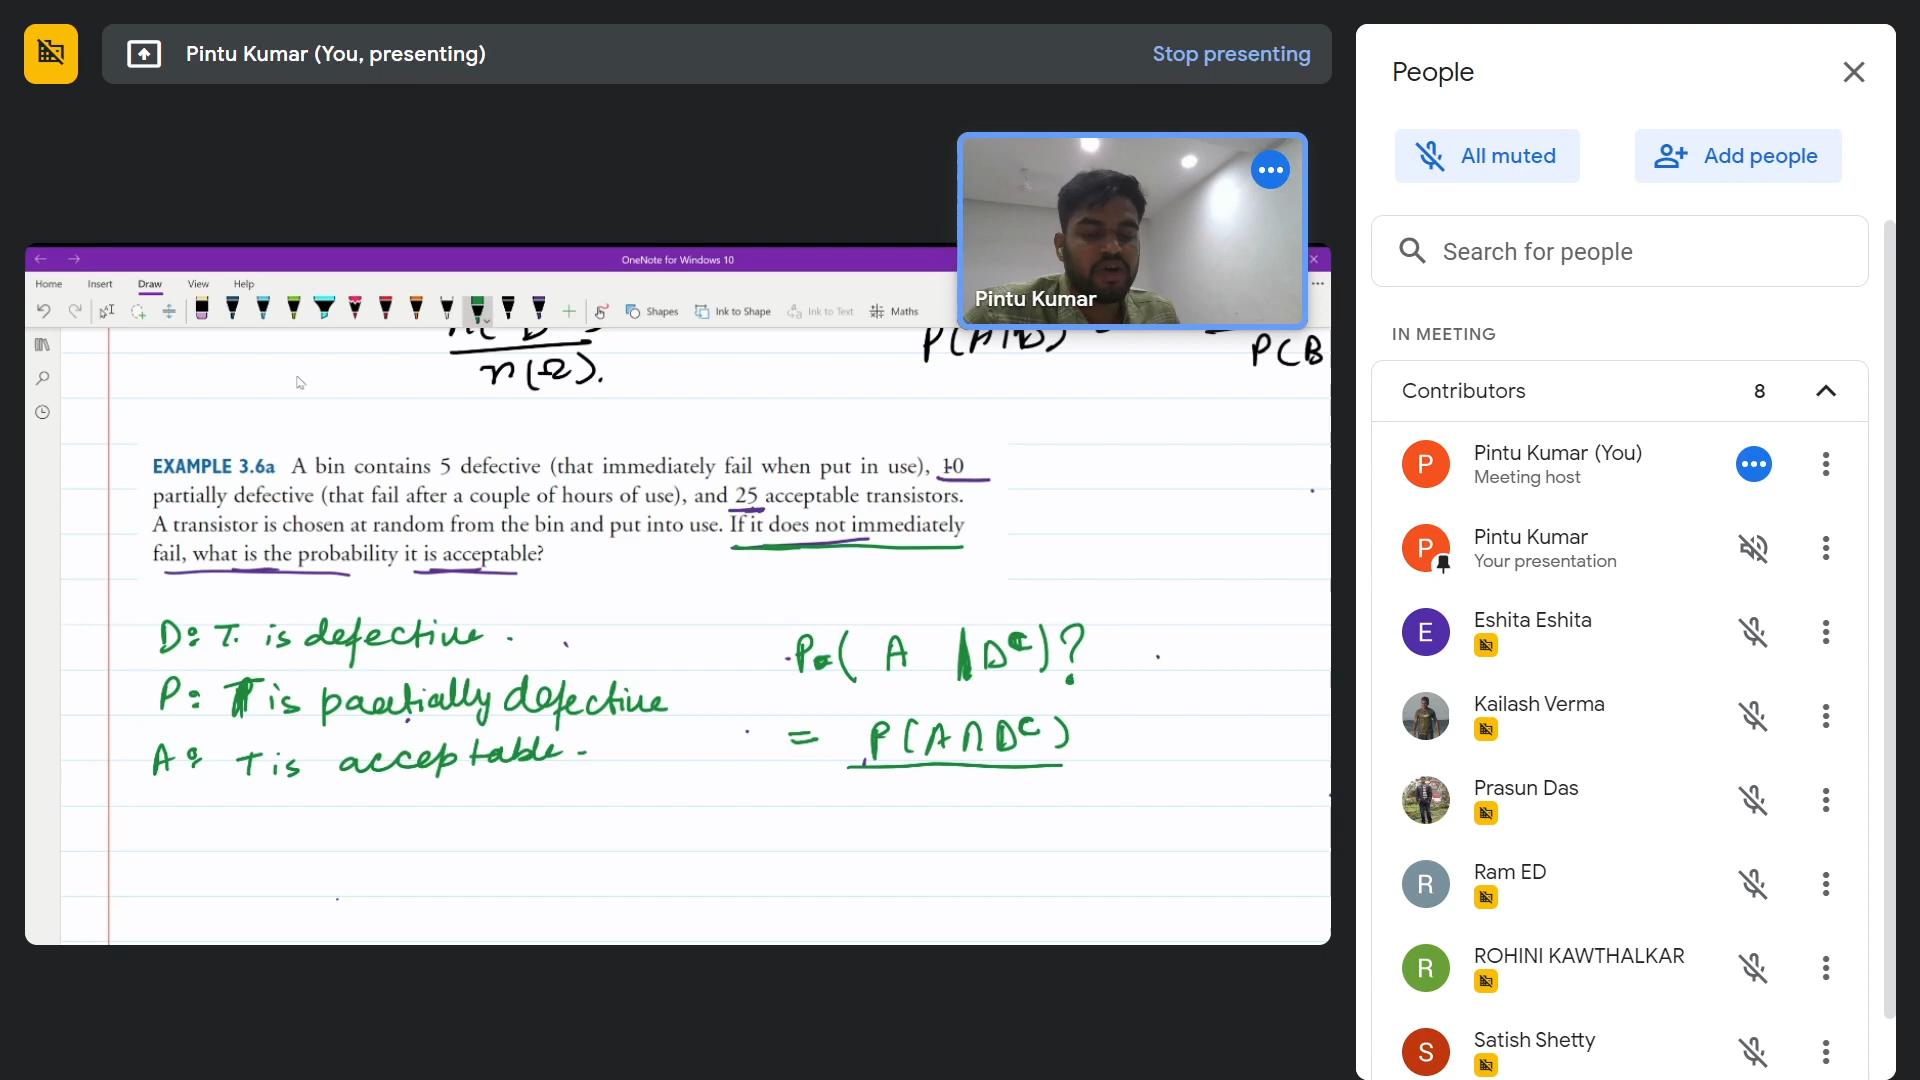 Pintu Kumar (You, presenting)
Stop presenting
Pintu Kumar
OneNote for Windows 10
Home Insert Draw View Help
Shapes Ink to Shape Ink to Text Maths
n(Ω).
P(A|B)
P(B
EXAMPLE 3.6a A bin contains 5 defective (that immediately fail when put in use), 10
partially defective (that fail after a couple of hours of use), and 25 acceptable transistors.
A transistor is chosen at random from the bin and put into use. If it does not immediately
fail, what is the probability it is acceptable?
D: T. is defective.
P: T is partially defective
A: T is acceptable.
P(A | Dᶜ)?
= P(A∩Dᶜ)
People
All muted
Add people
Search for people
IN MEETING
Contributors 8
P Pintu Kumar (You)
Meeting host
P Pintu Kumar
Your presentation
E Eshita Eshita
Kailash Verma
Prasun Das
R Ram ED
R ROHINI KAWTHALKAR
S Satish Shetty